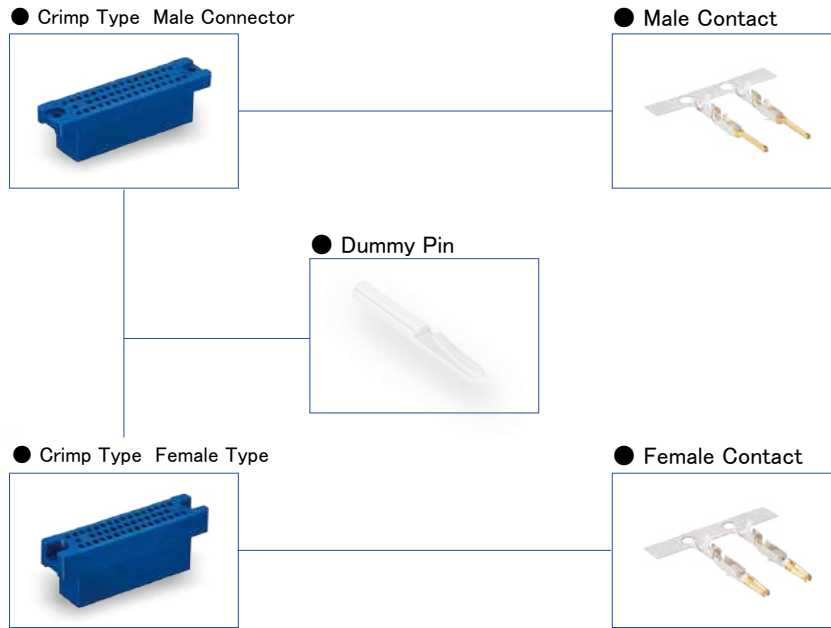 ● Crimp Type Male Connector
● Male Contact
● Dummy Pin
● Crimp Type Female Type
● Female Contact